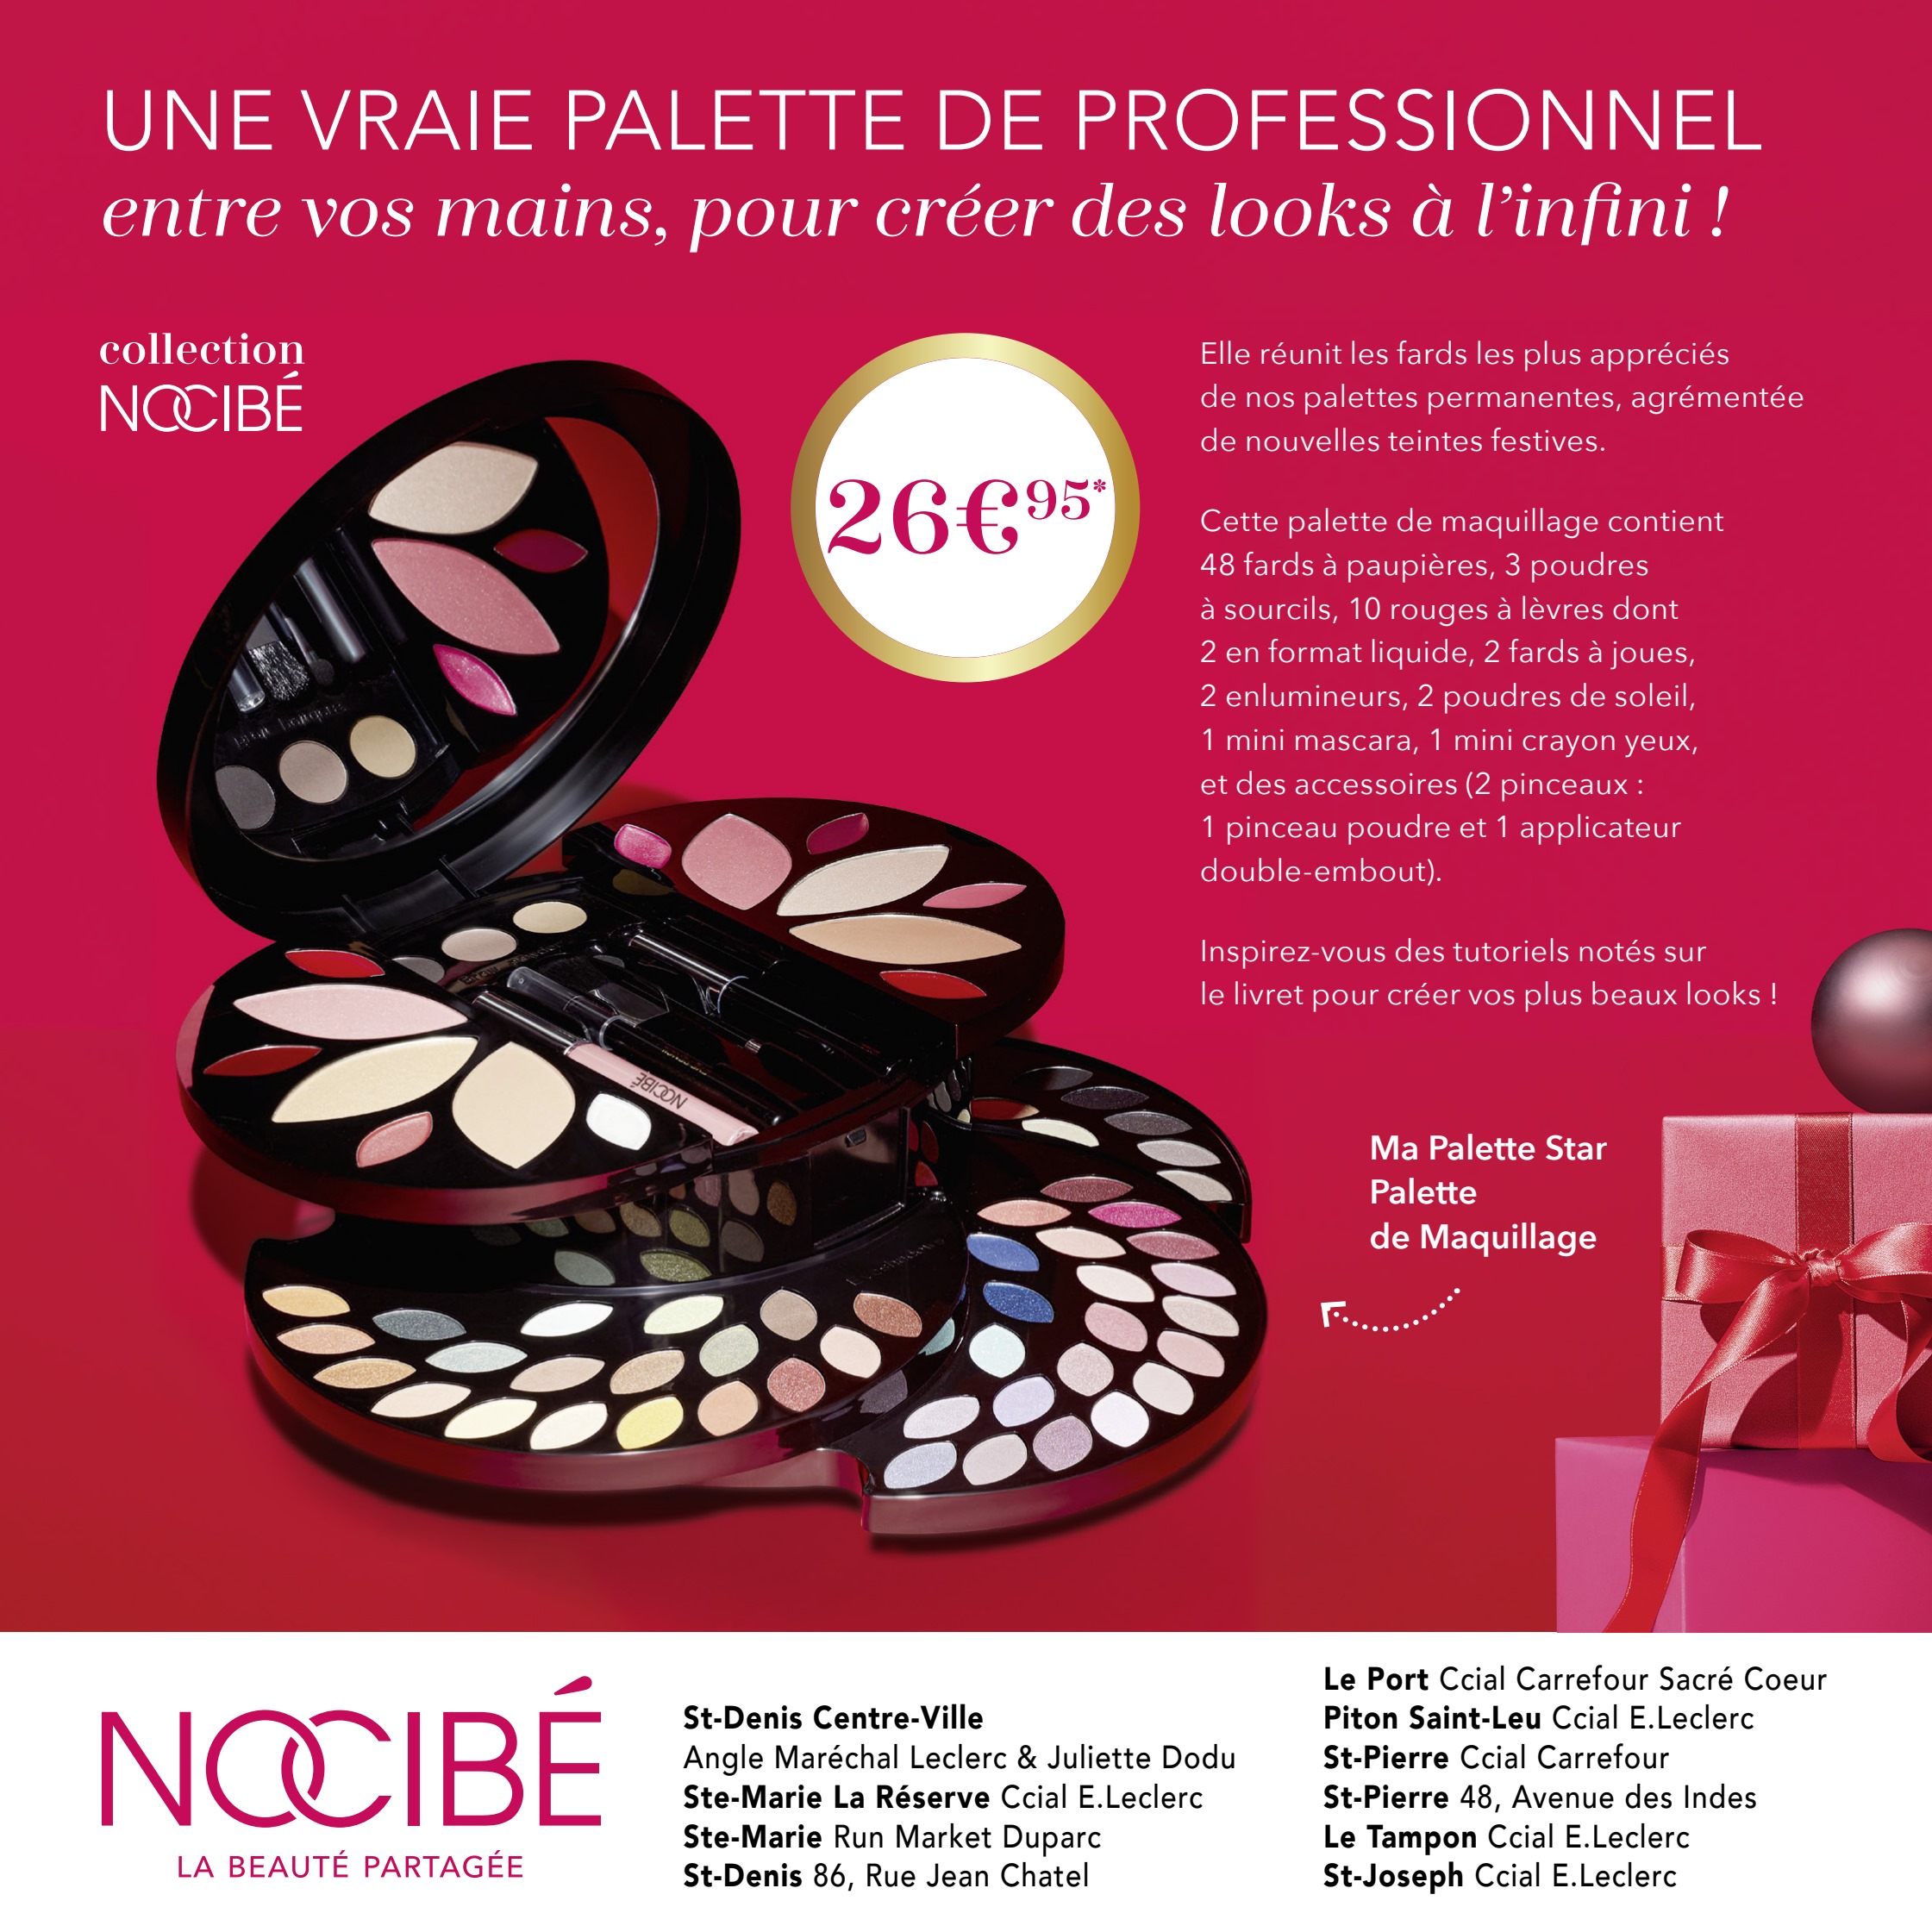 UNE VRAIE PALETTE DE PROFESSIONNEL
entre vos mains, pour créer des looks à l'infini !
collection
NOCIBÉ
26€95*
Elle réunit les fards les plus appréciés
de nos palettes permanentes, agrémentée
de nouvelles teintes festives.
Cette palette de maquillage contient
48 fards à paupières, 3 poudres
à sourcils, 10 rouges à lèvres dont
2 en format liquide, 2 fards à joues,
2 enlumineurs, 2 poudres de soleil,
1 mini mascara, 1 mini crayon yeux,
et des accessoires (2 pinceaux :
1 pinceau poudre et 1 applicateur
double-embout).
Inspirez-vous des tutoriels notés sur
le livret pour créer vos plus beaux looks !
NOCIBÉ
Ma Palette Star
Palette
de Maquillage
NOCIBÉ
LA BEAUTÉ PARTAGÉE
St-Denis Centre-Ville
Angle Maréchal Leclerc & Juliette Dodu
Ste-Marie La Réserve Ccial E.Leclerc
Ste-Marie Run Market Duparc
St-Denis 86, Rue Jean Chatel
Le Port Ccial Carrefour Sacré Coeur
Piton Saint-Leu Ccial E.Leclerc
St-Pierre Ccial Carrefour
St-Pierre 48, Avenue des Indes
Le Tampon Ccial E.Leclerc
St-Joseph Ccial E.Leclerc